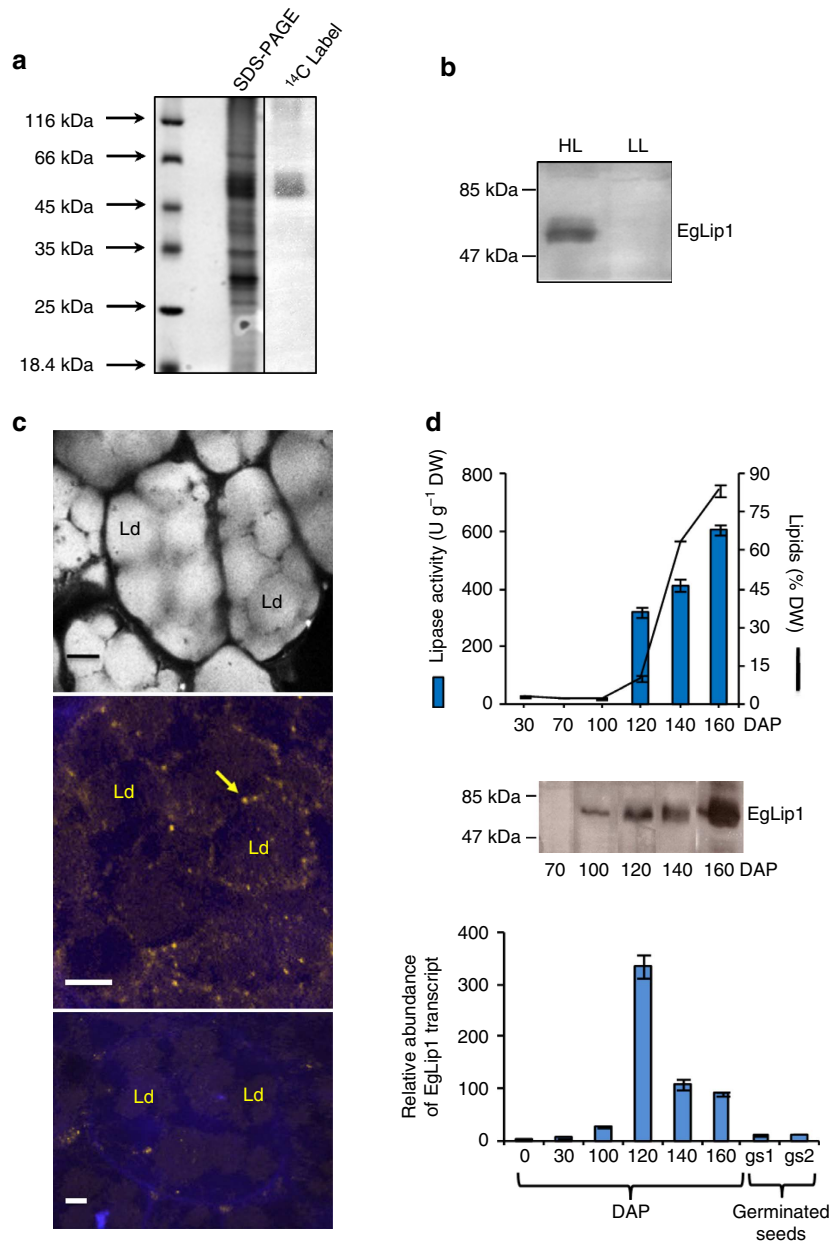 a
SDS-PAGE
¹⁴C Label
116 kDa
66 kDa
45 kDa
35 kDa
25 kDa
18.4 kDa
b
HL LL
85 kDa
47 kDa
EgLip1
c
Ld
Ld
Ld
Ld
Ld
Ld
d
Lipase activity (U g⁻¹ DW)
800
600
400
200
0
90
75
60
45
30
15
0
Lipids (% DW)
30 70 100 120 140 160 DAP
85 kDa
47 kDa
EgLip1
70 100 120 140 160 DAP
Relative abundance
of EgLip1 transcript
400
300
200
100
0
0 30 100 120 140 160 gs1 gs2
DAP
Germinated
seeds